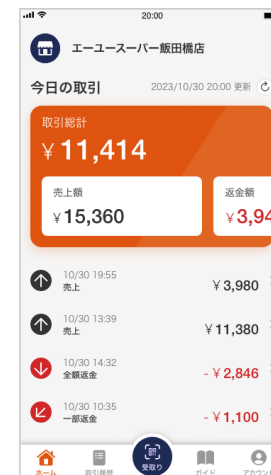 20:00
エーユースーパー飯田橋店
今日の取引 2023/10/30 20:00 更新
取引総計
¥ 11,414
売上額 返金額
¥ 15,360 ¥ 3,94
10/30 19:55
売上 ¥ 3,980
10/30 13:39
売上 ¥ 11,380
10/30 14:32
全額返金 - ¥ 2,846
10/30 10:35
一部返金 - ¥ 1,100
ホーム 取引履歴 受取り ガイド アカウン